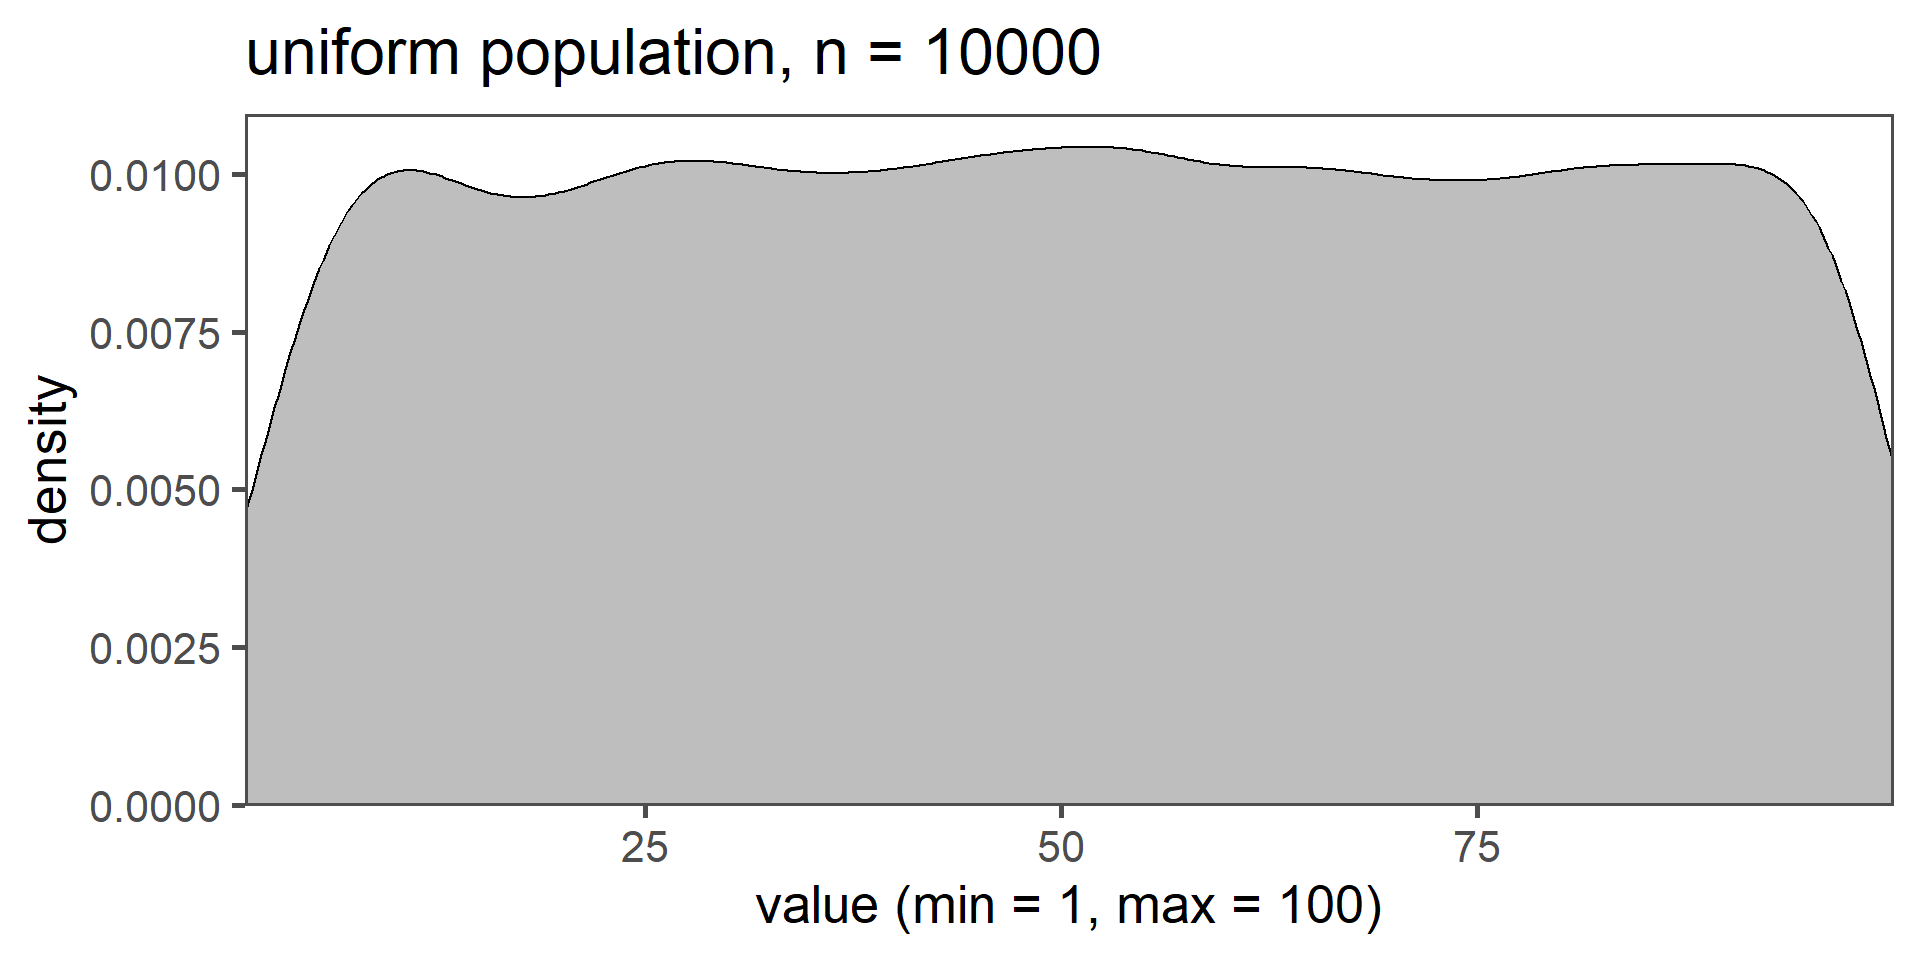 uniform population, n = 10000
density
0.0100
0.0075
0.0050
0.0025
0.0000
25 50 75
value (min = 1, max = 100)